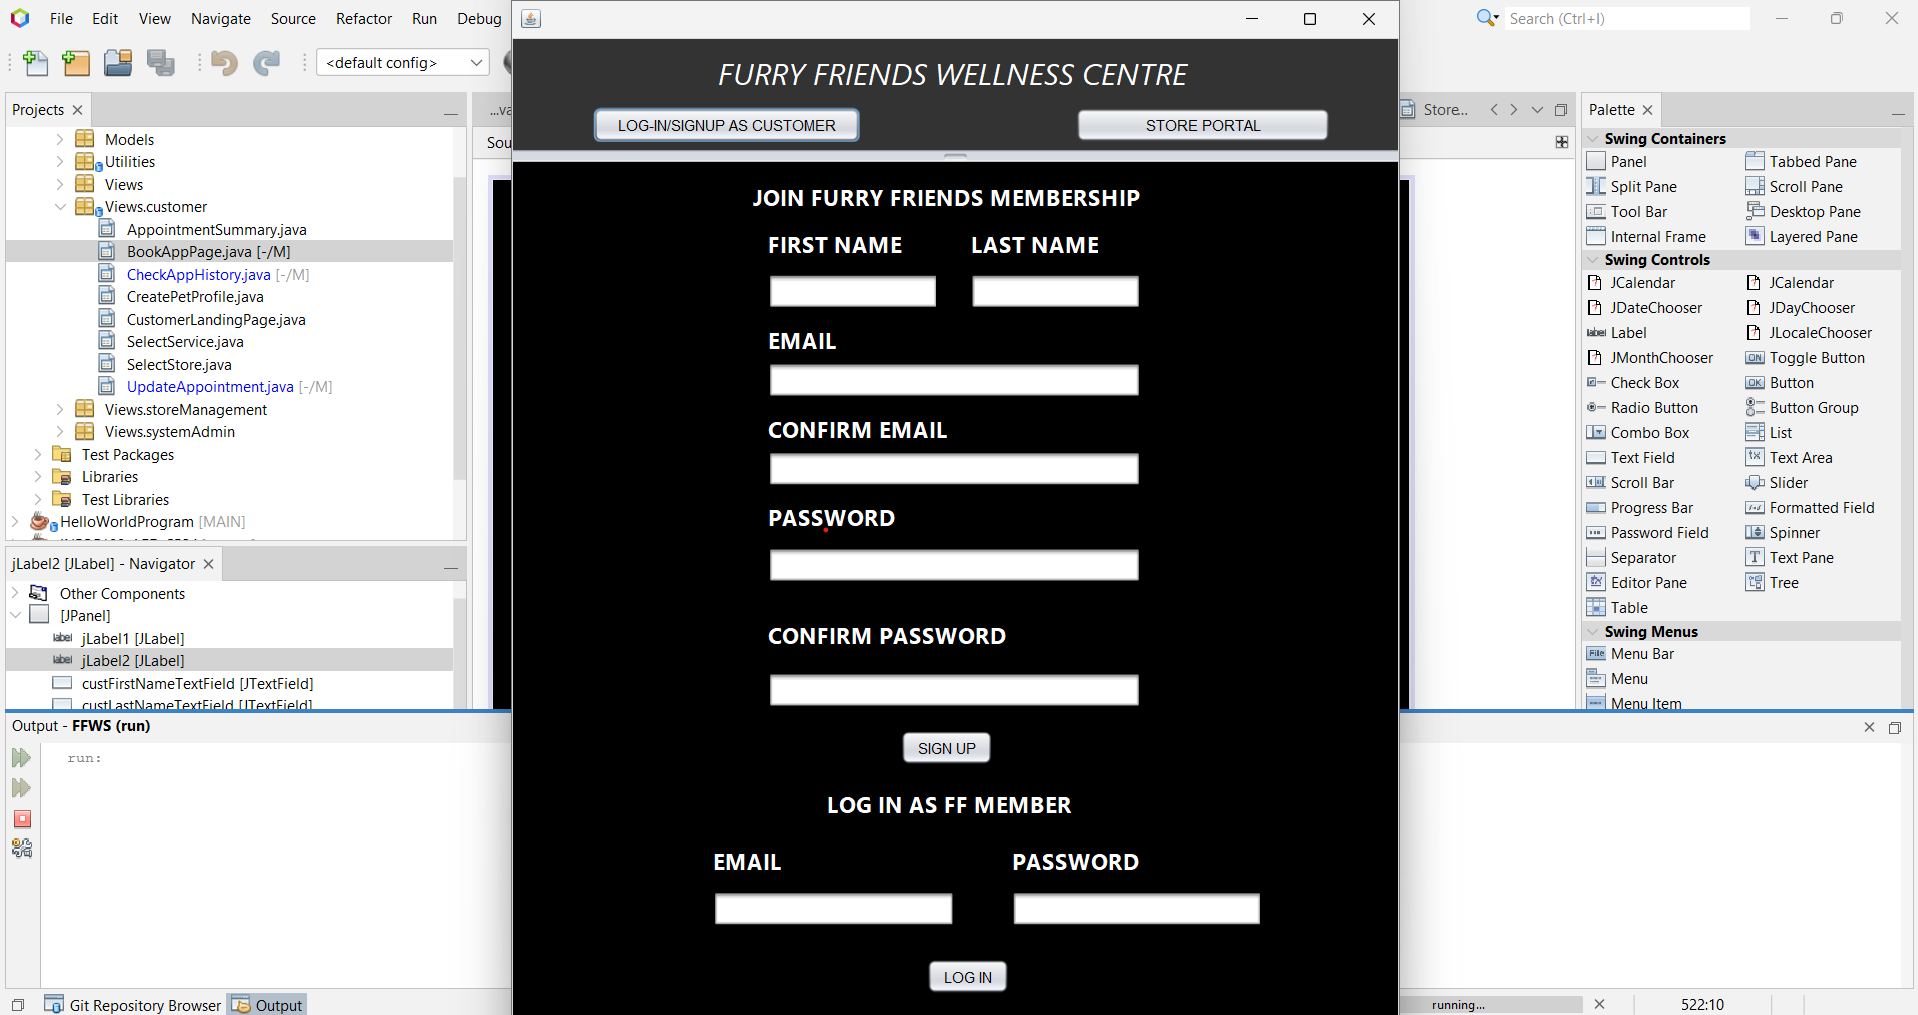 File Edit View Navigate Source Refactor Run Debug
Search (Ctrl+I)
<default config>
Projects
Models
Utilities
Views
Views.customer
AppointmentSummary.java
BookAppPage.java [-/M]
CheckAppHistory.java [-/M]
CreatePetProfile.java
CustomerLandingPage.java
SelectService.java
SelectStore.java
UpdateAppointment.java [-/M]
Views.storeManagement
Views.systemAdmin
Test Packages
Libraries
Test Libraries
HelloWorldProgram [MAIN]
jLabel2 [JLabel] - Navigator
Other Components
[JPanel]
jLabel1 [JLabel]
jLabel2 [JLabel]
custFirstNameTextField [JTextField]
custLastNameTextField [JTextField]
Output - FFWS (run)
run:
Git Repository Browser
Output
...va
Sou
FURRY FRIENDS WELLNESS CENTRE
LOG-IN/SIGNUP AS CUSTOMER
STORE PORTAL
JOIN FURRY FRIENDS MEMBERSHIP
FIRST NAME LAST NAME
EMAIL
CONFIRM EMAIL
PASSWORD
CONFIRM PASSWORD
SIGN UP
LOG IN AS FF MEMBER
EMAIL PASSWORD
LOG IN
Store...
Palette
Swing Containers
Panel Tabbed Pane
Split Pane Scroll Pane
Tool Bar Desktop Pane
Internal Frame Layered Pane
Swing Controls
JCalendar JCalendar
JDateChooser JDayChooser
label Label JLocaleChooser
JMonthChooser ON Toggle Button
Check Box OK Button
Radio Button Button Group
Combo Box List
Text Field Text Area
Scroll Bar Slider
Progress Bar Formatted Field
Password Field Spinner
Separator Text Pane
Editor Pane Tree
Table
Swing Menus
File Menu Bar
Menu
Menu Item
running...
522:10